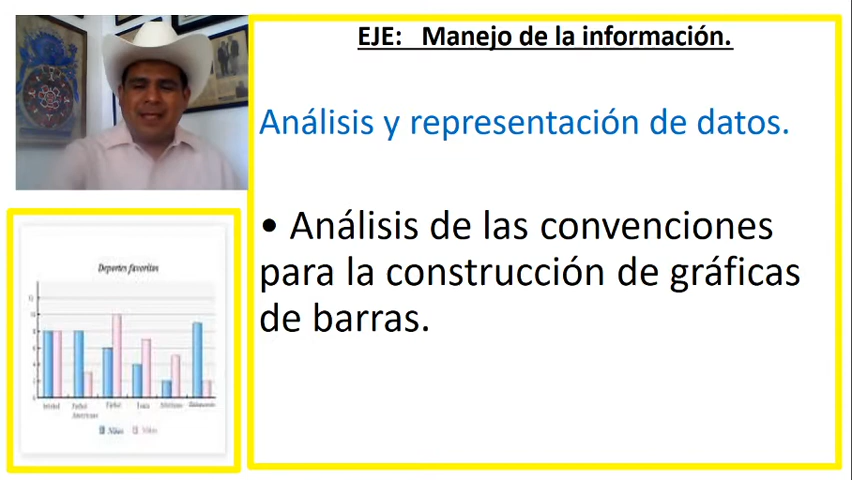 EJE:   Manejo de la información.
Análisis y representación de datos.
• Análisis de las convenciones
para la construcción de gráficas
de barras.
Deportes favoritos
Niños